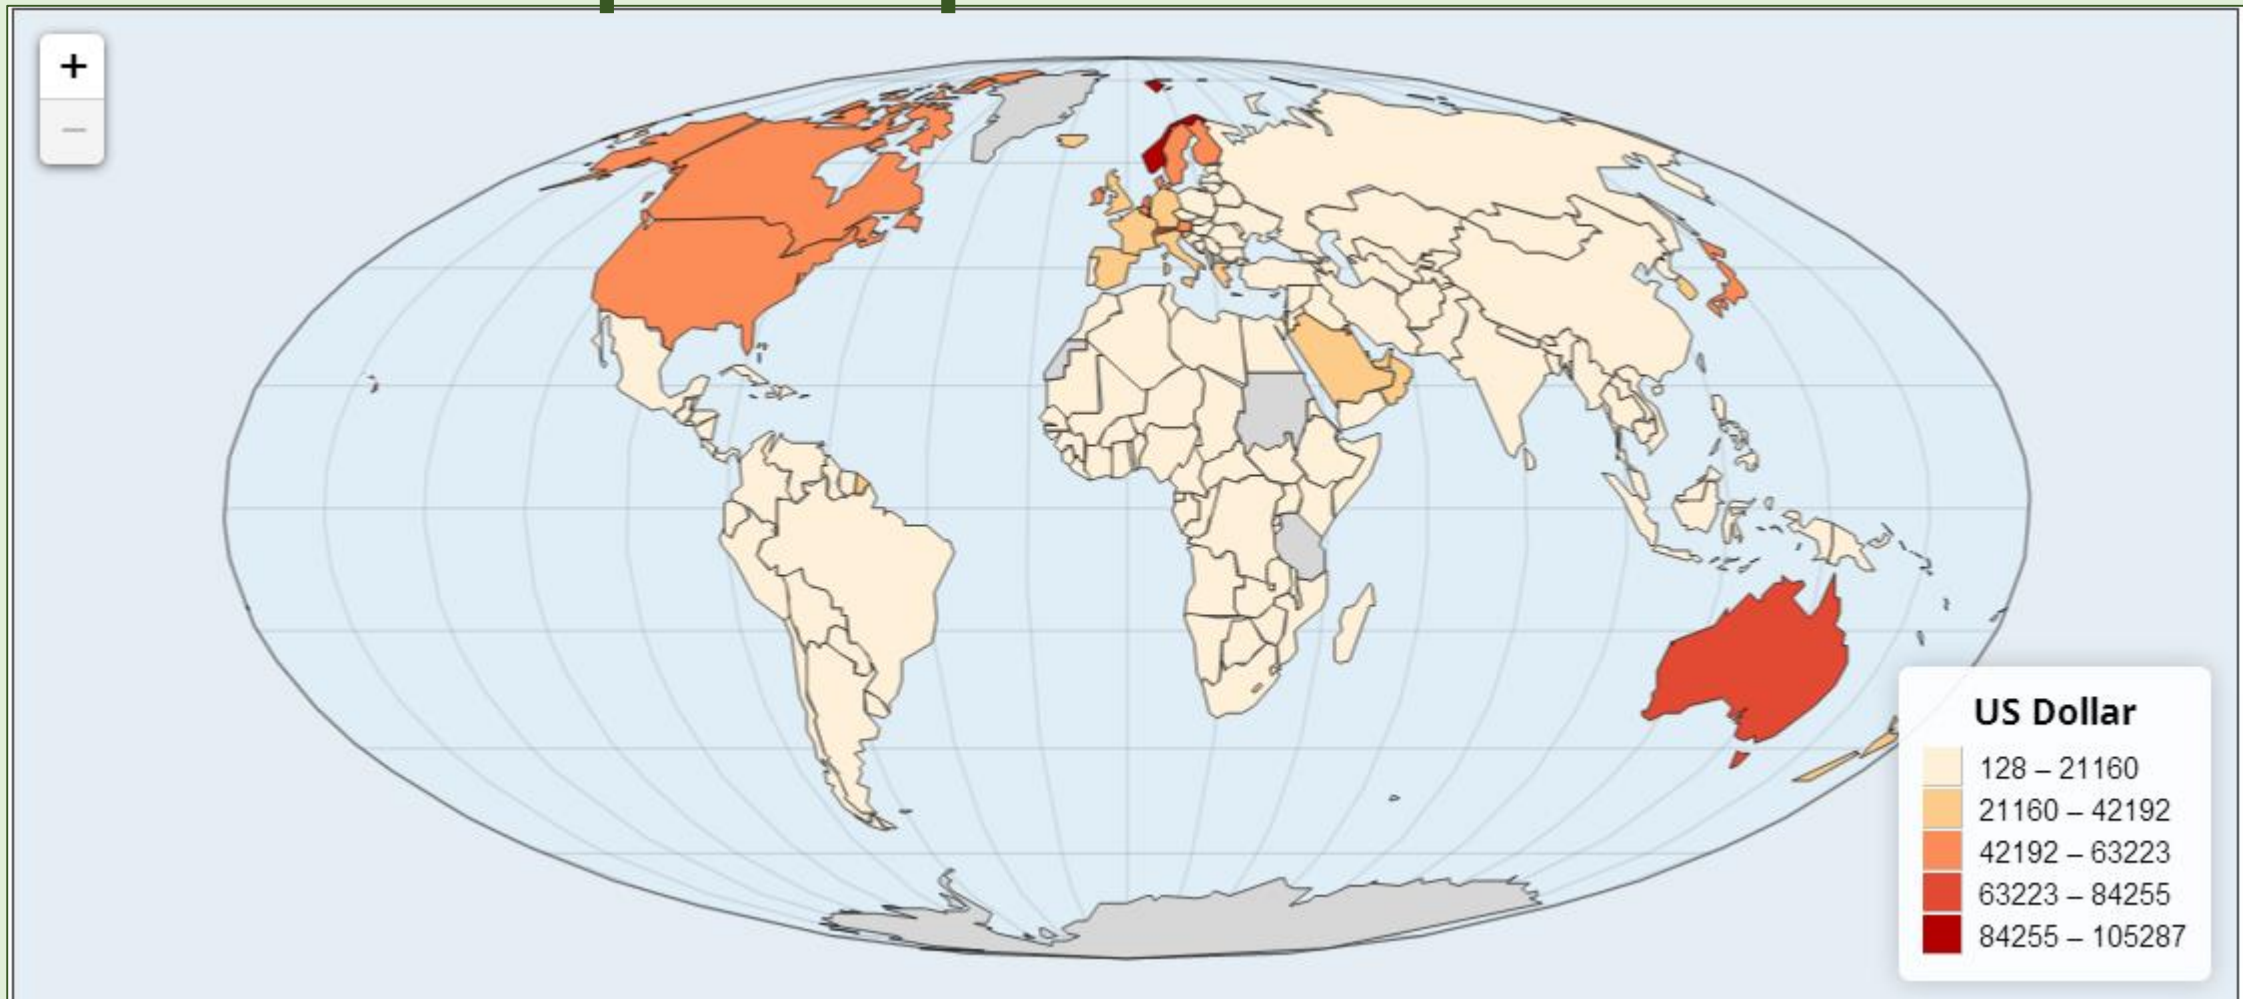 +
−
US Dollar
128 – 21160
21160 – 42192
42192 – 63223
63223 – 84255
84255 – 105287